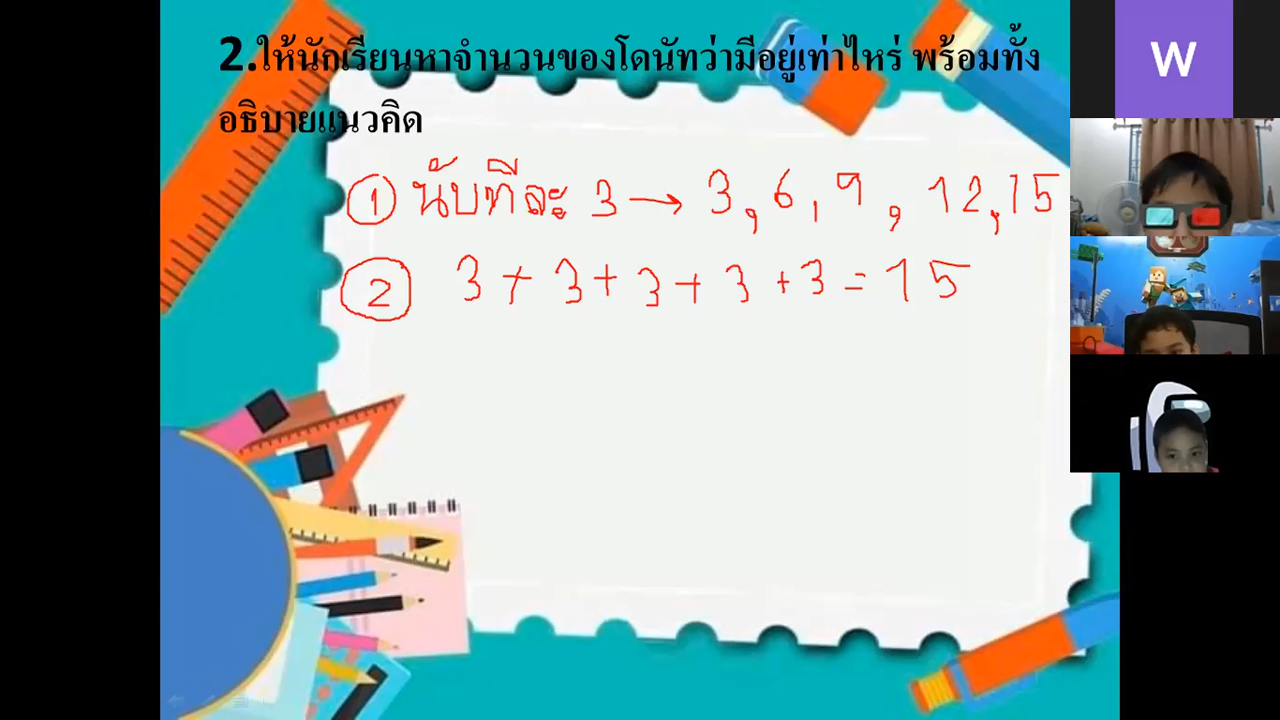 2.ให้นักเรียนหาจำนวนของโดนัทว่ามีอยู่เท่าไหร่ พร้อมทั้ง
อธิบายแนวคิด
① นับทีละ 3 → 3, 6, 9, 12, 15
② 3 + 3 + 3 + 3 + 3 = 15
W